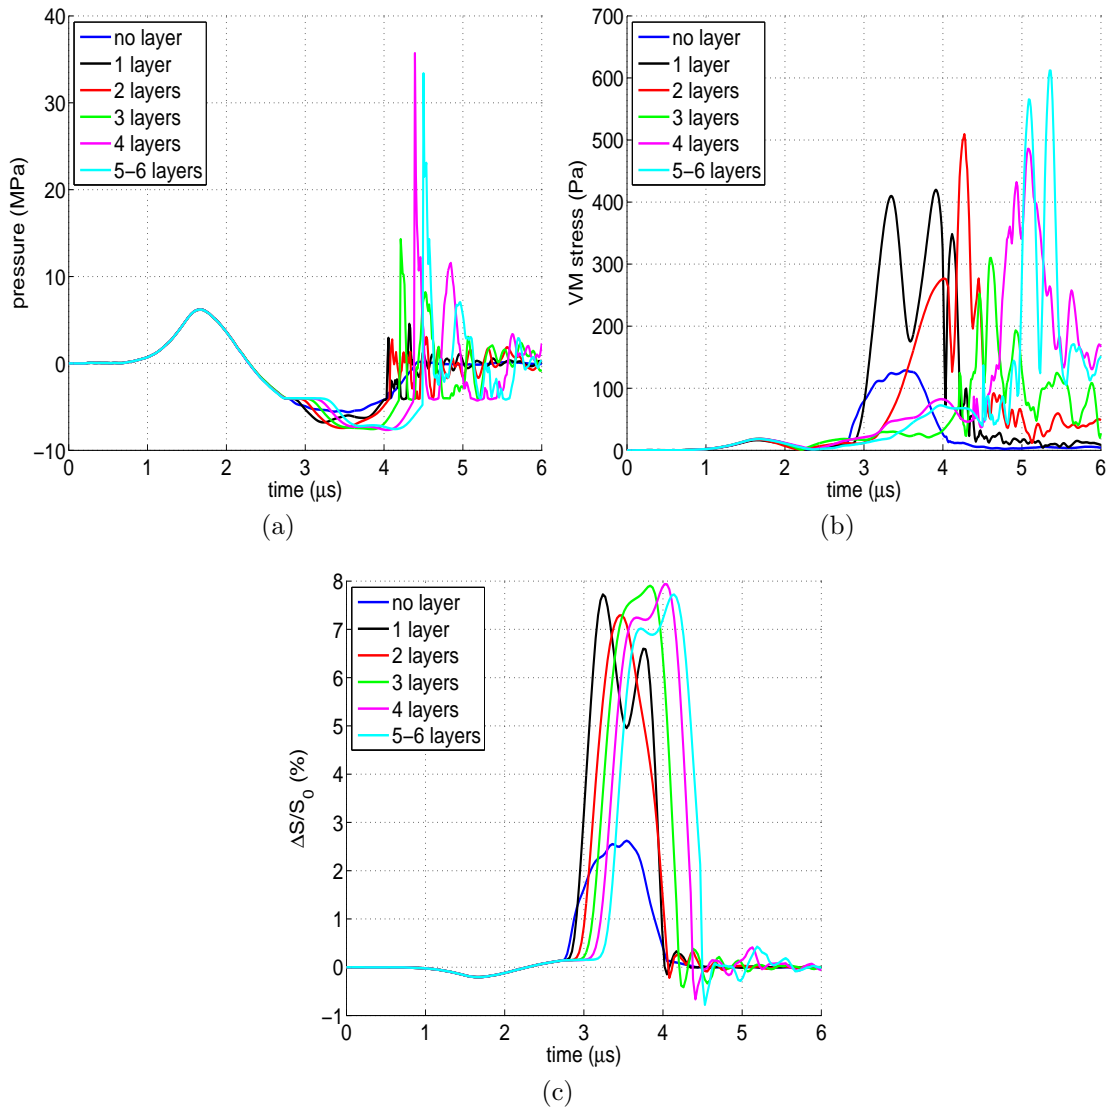 40
30
20
10
0
−10
0 1 2 3 4 5 6
pressure (MPa)
time (μs)
no layer
1 layer
2 layers
3 layers
4 layers
5−6 layers
(a)
700
600
500
400
300
200
100
0
0 1 2 3 4 5 6
VM stress (Pa)
time (μs)
no layer
1 layer
2 layers
3 layers
4 layers
5−6 layers
(b)
8
7
6
5
4
3
2
1
0
−1
0 1 2 3 4 5 6
ΔS/S0 (%)
time (μs)
no layer
1 layer
2 layers
3 layers
4 layers
5−6 layers
(c)